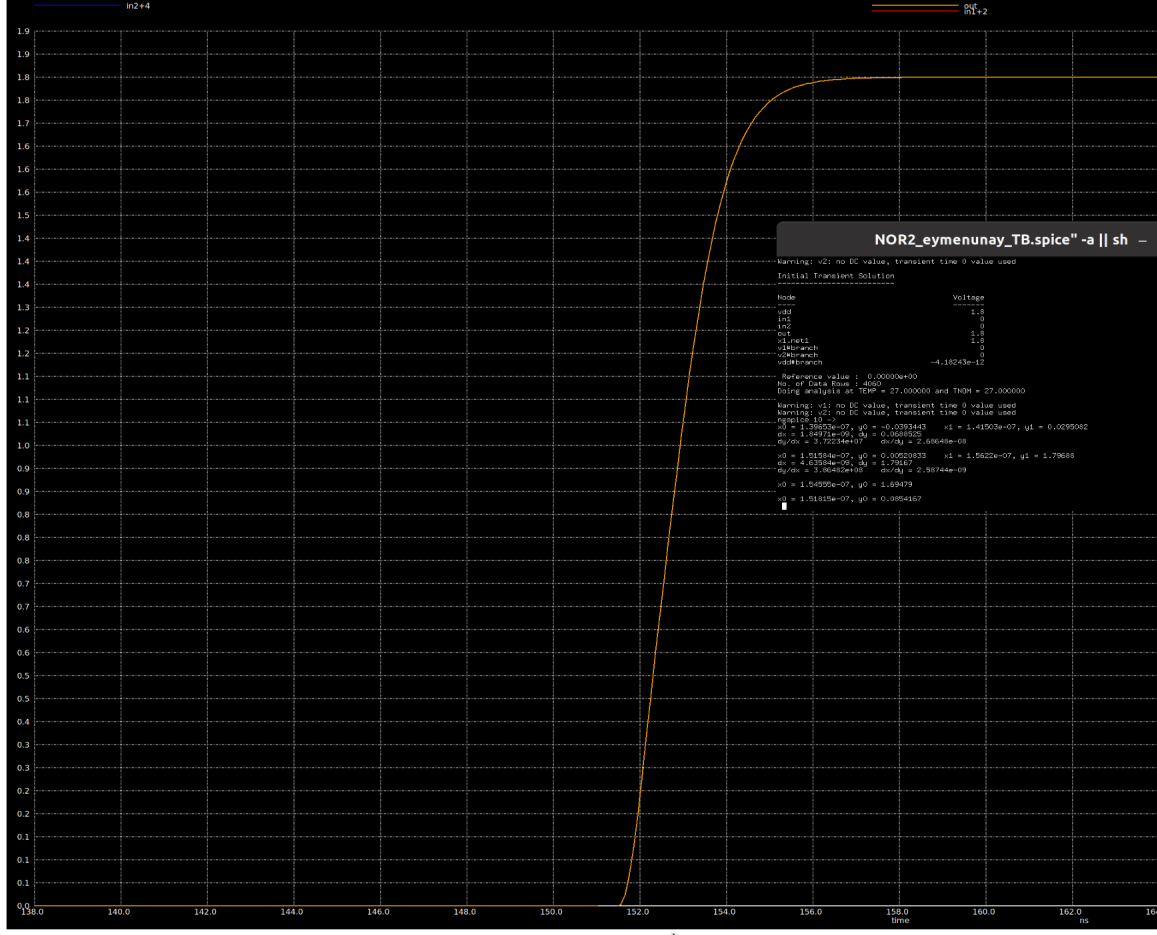 in2+4
out
in1+2
1.9
1.9
1.8
1.8
1.7
1.6
1.6
1.5
1.4
1.4
1.3
1.2
1.2
1.1
1.1
1.0
0.9
0.9
0.8
0.8
0.8
0.7
0.6
0.6
0.5
0.5
0.4
0.3
0.3
0.2
0.2
0.1
0.1
0.1
0.0
138.0 140.0 142.0 144.0 146.0 148.0 150.0 152.0 154.0 156.0 158.0 160.0 162.0 164
time ns
NOR2_eymenunay_TB.spice" -a || sh –
Warning: v2: no DC value, transient time 0 value used
Initial Transient Solution
--------------------------
Node Voltage
---- -------
vdd 1.8
in1 0
in2 0
out 1.8
x1.net1 1.8
v1#branch 0
v2#branch 0
vdd#branch -4.18243e-12
Reference value : 0.00000e+00
No. of Data Rows : 4060
Doing analysis at TEMP = 27.000000 and TNOM = 27.000000
Warning: v1: no DC value, transient time 0 value used
Warning: v2: no DC value, transient time 0 value used
ngspice 10 ->
x0 = 1.39653e-07, y0 = -0.0393443 x1 = 1.41503e-07, y1 = 0.0295082
dx = 1.84971e-09, dy = 0.0688525
dy/dx = 3.72234e+07 dx/dy = 2.68648e-08
x0 = 1.51584e-07, y0 = 0.00520833 x1 = 1.5622e-07, y1 = 1.79688
dx = 4.63584e-09, dy = 1.79167
dy/dx = 3.86482e+08 dx/dy = 2.58744e-09
x0 = 1.54555e-07, y0 = 1.69479
x0 = 1.51815e-07, y0 = 0.0854167